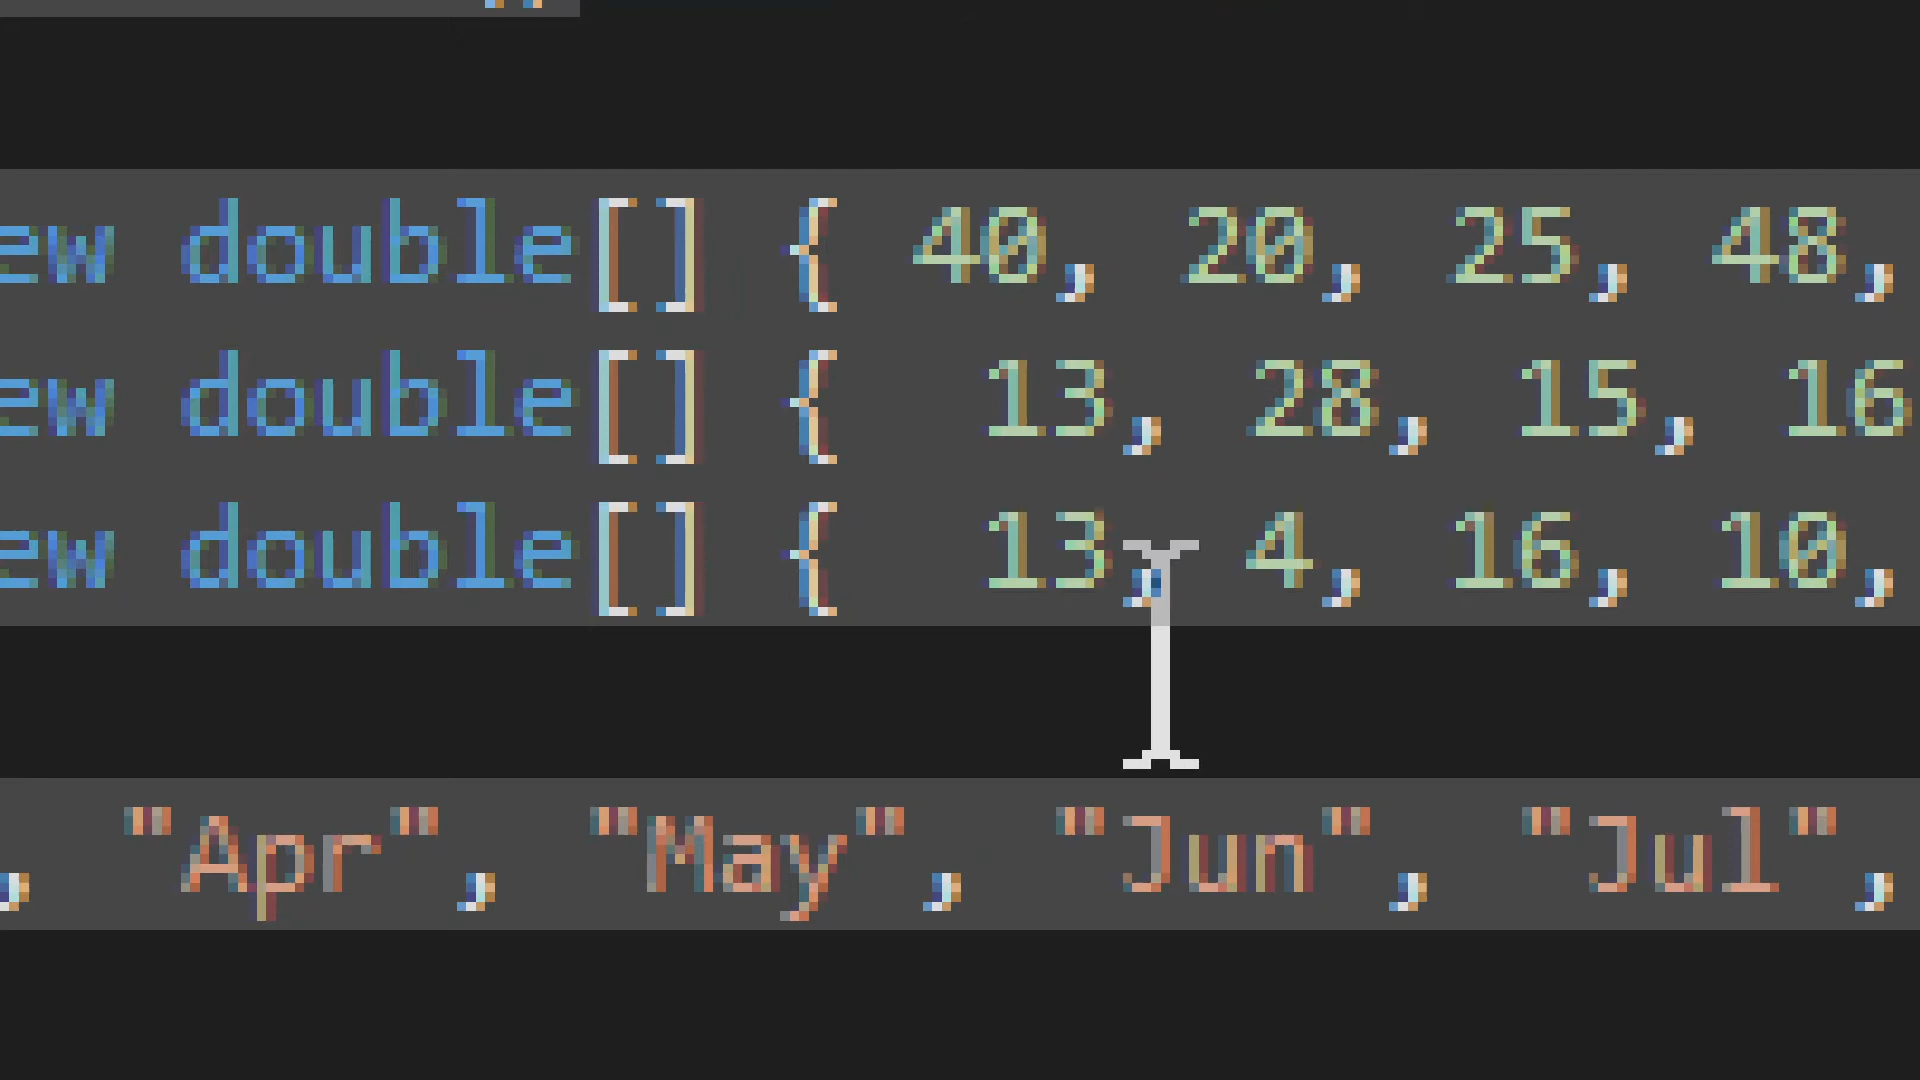 ew double[] { 40, 20, 25, 48,
ew double[] { 13, 28, 15, 16
ew double[] { 13, 4, 16, 10,
, "Apr", "May", "Jun", "Jul",